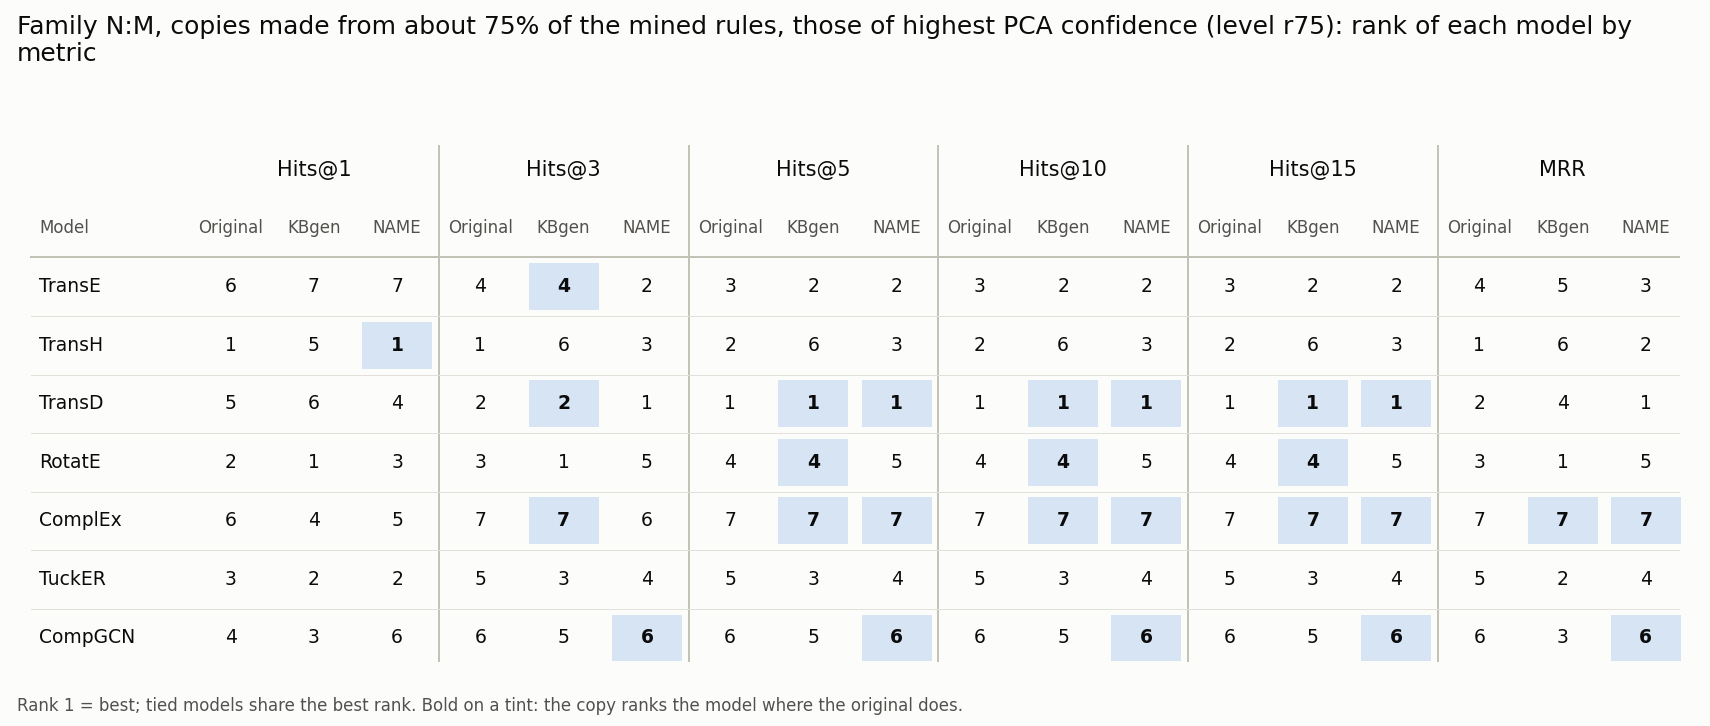 Family N:M, copies made from about 75% of the mined rules, those of highest PCA confidence (level r75): rank of each model by
metric
Hits@1 Hits@3 Hits@5 Hits@10 Hits@15 MRR
Model Original KBgen NAME Original KBgen NAME Original KBgen NAME Original KBgen NAME Original KBgen NAME Original KBgen NAME
TransE 6 7 7 4 4 2 3 2 2 3 2 2 3 2 2 4 5 3
TransH 1 5 1 1 6 3 2 6 3 2 6 3 2 6 3 1 6 2
TransD 5 6 4 2 2 1 1 1 1 1 1 1 1 1 1 2 4 1
RotatE 2 1 3 3 1 5 4 4 5 4 4 5 4 4 5 3 1 5
ComplEx 6 4 5 7 7 6 7 7 7 7 7 7 7 7 7 7 7 7
TuckER 3 2 2 5 3 4 5 3 4 5 3 4 5 3 4 5 2 4
CompGCN 4 3 6 6 5 6 6 5 6 6 5 6 6 5 6 6 3 6
Rank 1 = best; tied models share the best rank. Bold on a tint: the copy ranks the model where the original does.